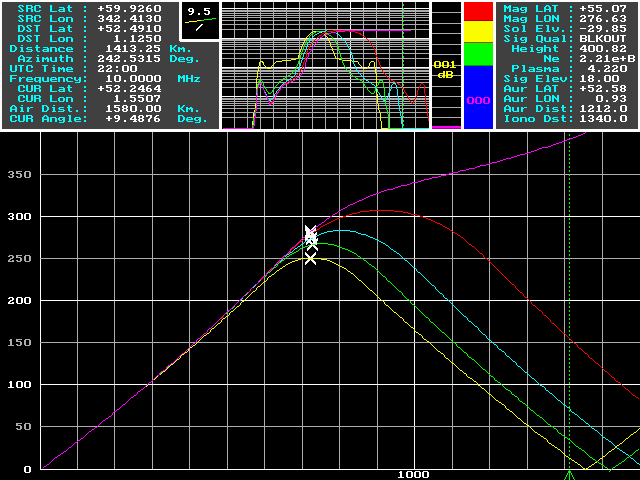 SRC Lat : +59.9260
SRC Lon : 342.4130
DST Lat : +52.4910
DST Lon : 1.1250
Distance : 1413.25 Km.
Azimuth : 242.5315 Deg.
UTC Time : 22:00
Frequency: 10.0000 MHz
CUR Lat : +52.2464
CUR Lon : 1.5507
Air Dist.: 1580.00 Km.
CUR Angle: +9.4876 Deg.
9.5
001
dB
000
Mag LAT : +55.07
Mag LON : 276.63
Sol Elv.: -29.85
Sig Qual: BLKOUT
Height : 400.82
Ne : 2.21e+B
Plasma : 4.220
Sig Elev: 18.00
Aur LAT : +52.58
Aur LON : 0.93
Aur Dist: 1212.0
Iono Dst: 1340.0
350
300
250
200
150
100
50
0
1000